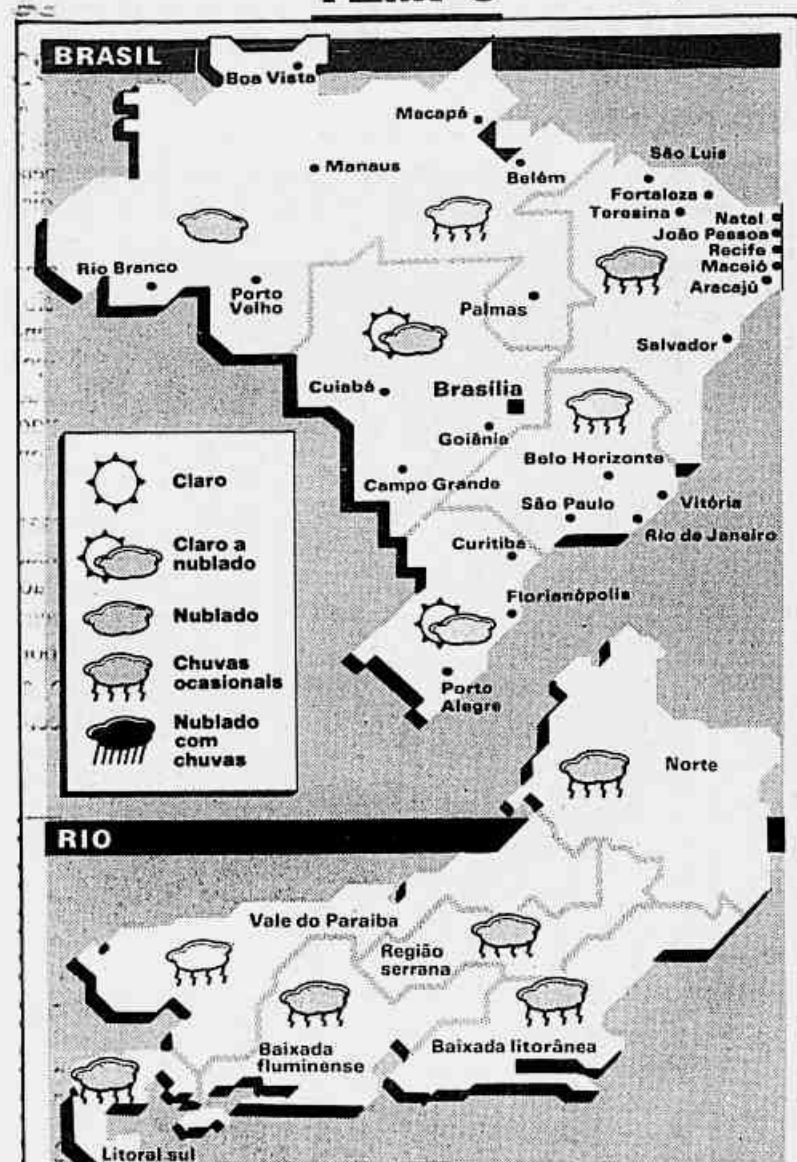 TEMPO
BRASIL
Boa Vista
Macapá
Manaus
Belém
São Luis
Fortaleza
Teresina
Natal
João Pessoa
Recife
Maceió
Aracajú
Rio Branco
Porto
Velho
Palmas
Salvador
Cuiabá
Brasília
Goiânia
Belo Horizonte
Campo Grande
São Paulo
Vitória
Rio de Janeiro
Curitiba
Florianópolis
Porto
Alegre
Claro
Claro a
nublado
Nublado
Chuvas
ocasionais
Nublado
com
chuvas
RIO
Norte
Vale do Paraiba
Região
serrana
Baixada
fluminense
Baixada litorânea
Litoral sul